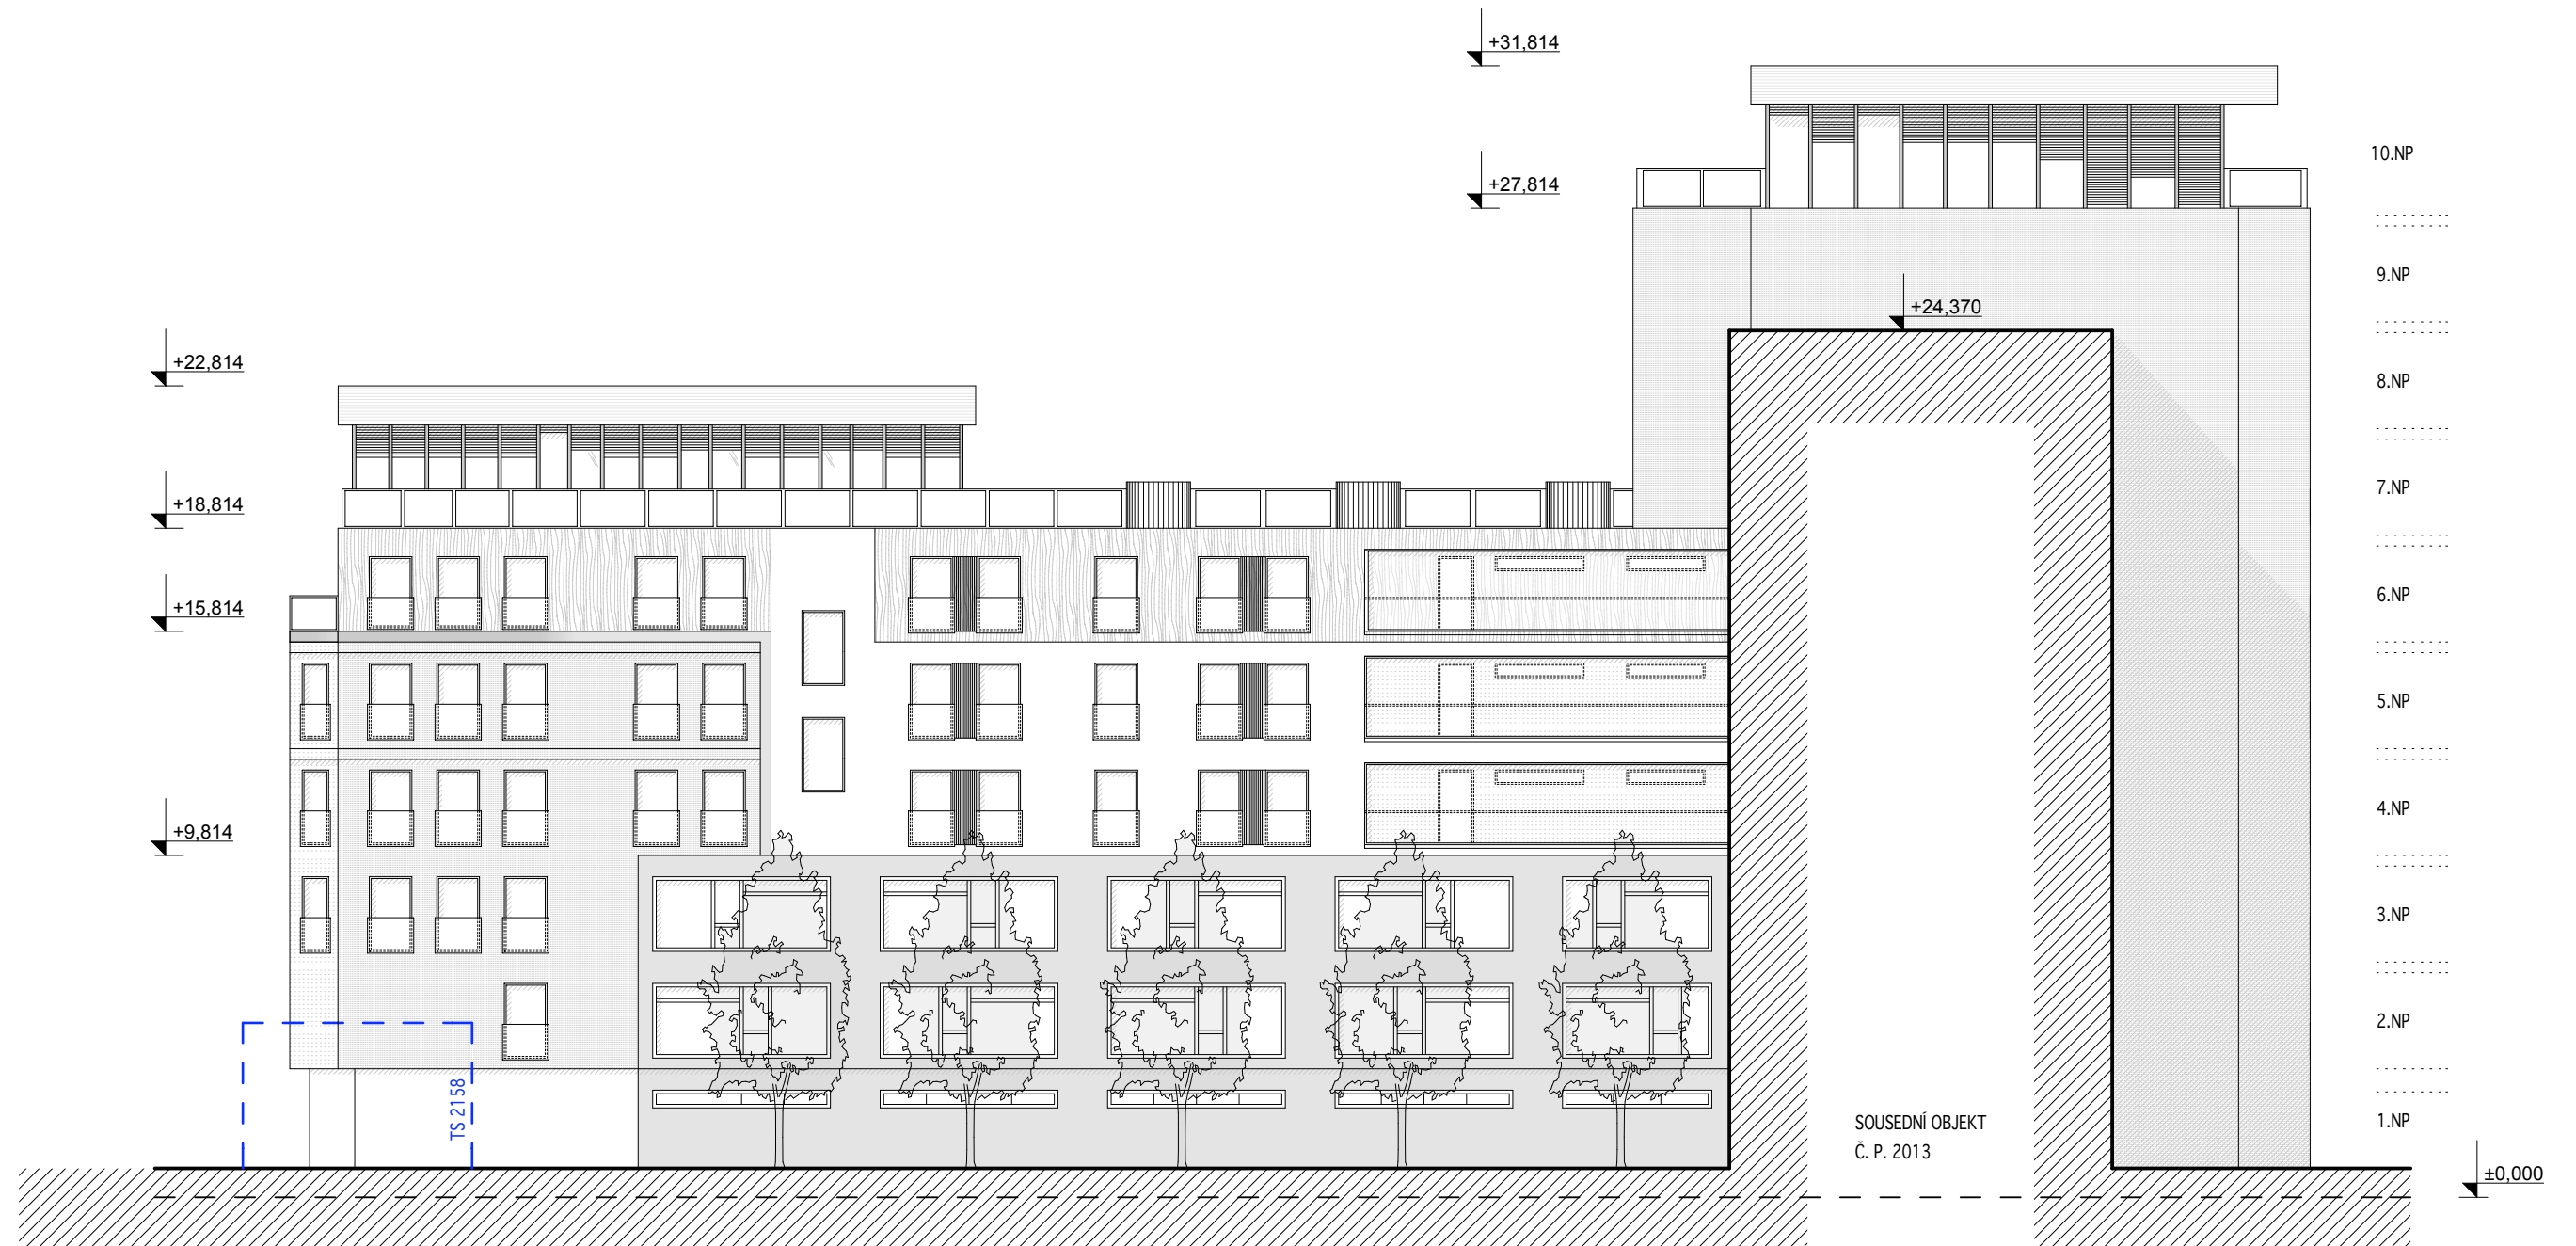 +31,814
+27,814
10.NP
9.NP
+24,370
+22,814
8.NP
+18,814
7.NP
+15,814
6.NP
5.NP
+9,814
4.NP
3.NP
2.NP
TS 2158
SOUSEDNÍ OBJEKT
Č. P. 2013
1.NP
±0,000